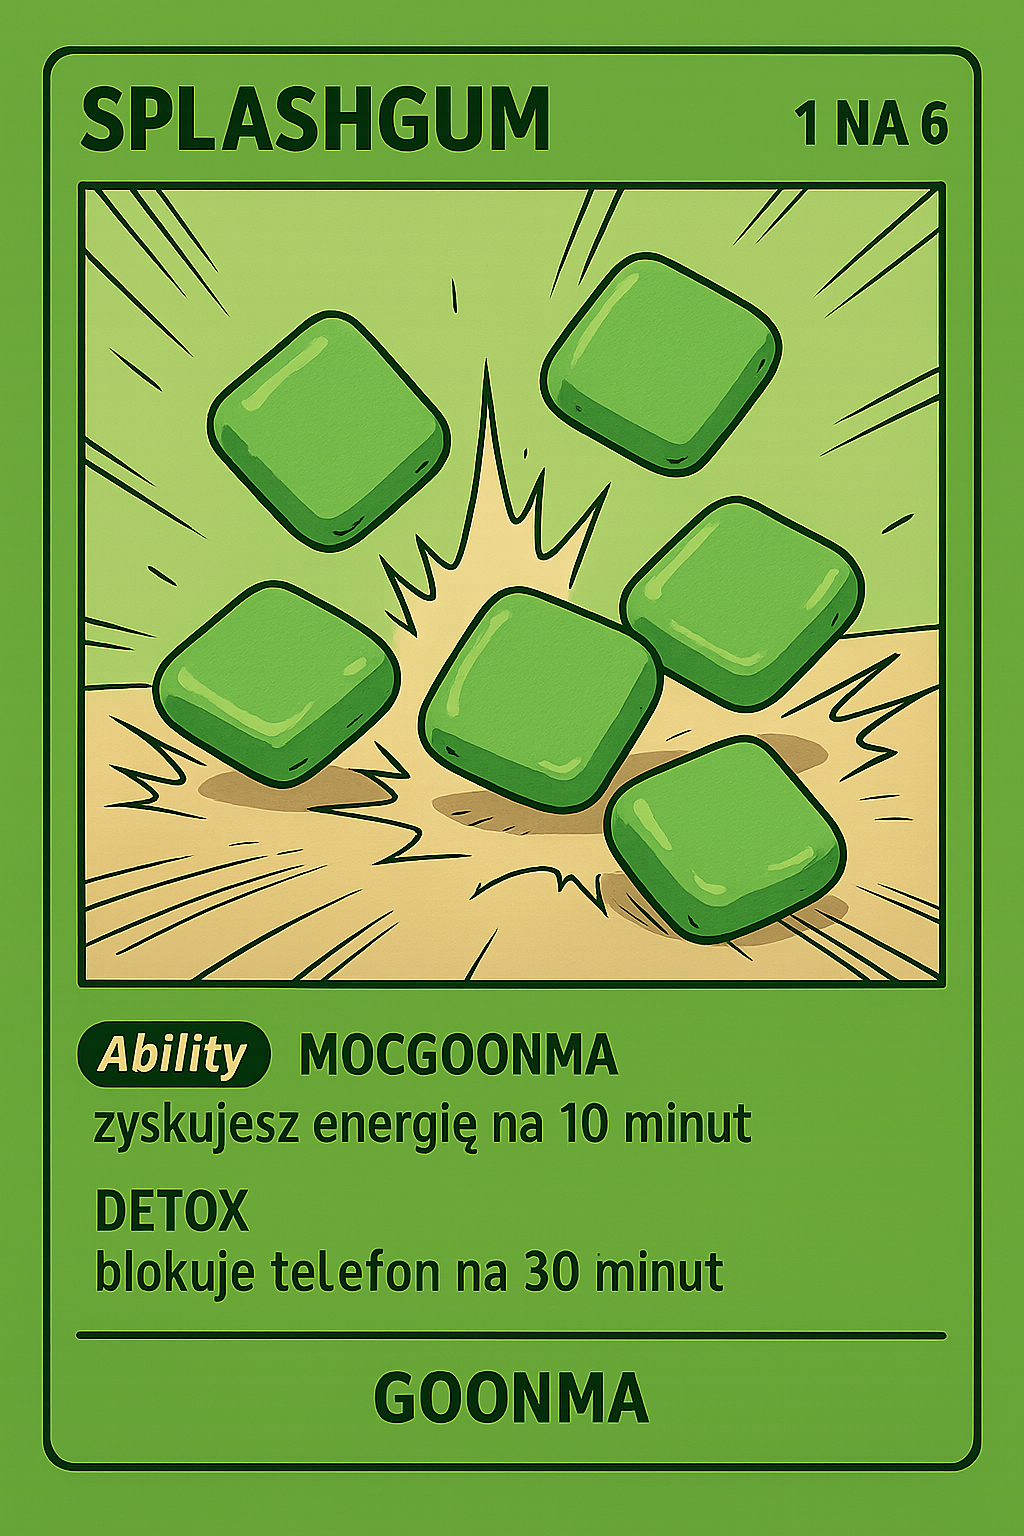 SPLASHGUM 1 NA 6
Ability MOCGOONMA
zyskujesz energię na 10 minut
DETOX
blokuje telefon na 30 minut
GOONMA